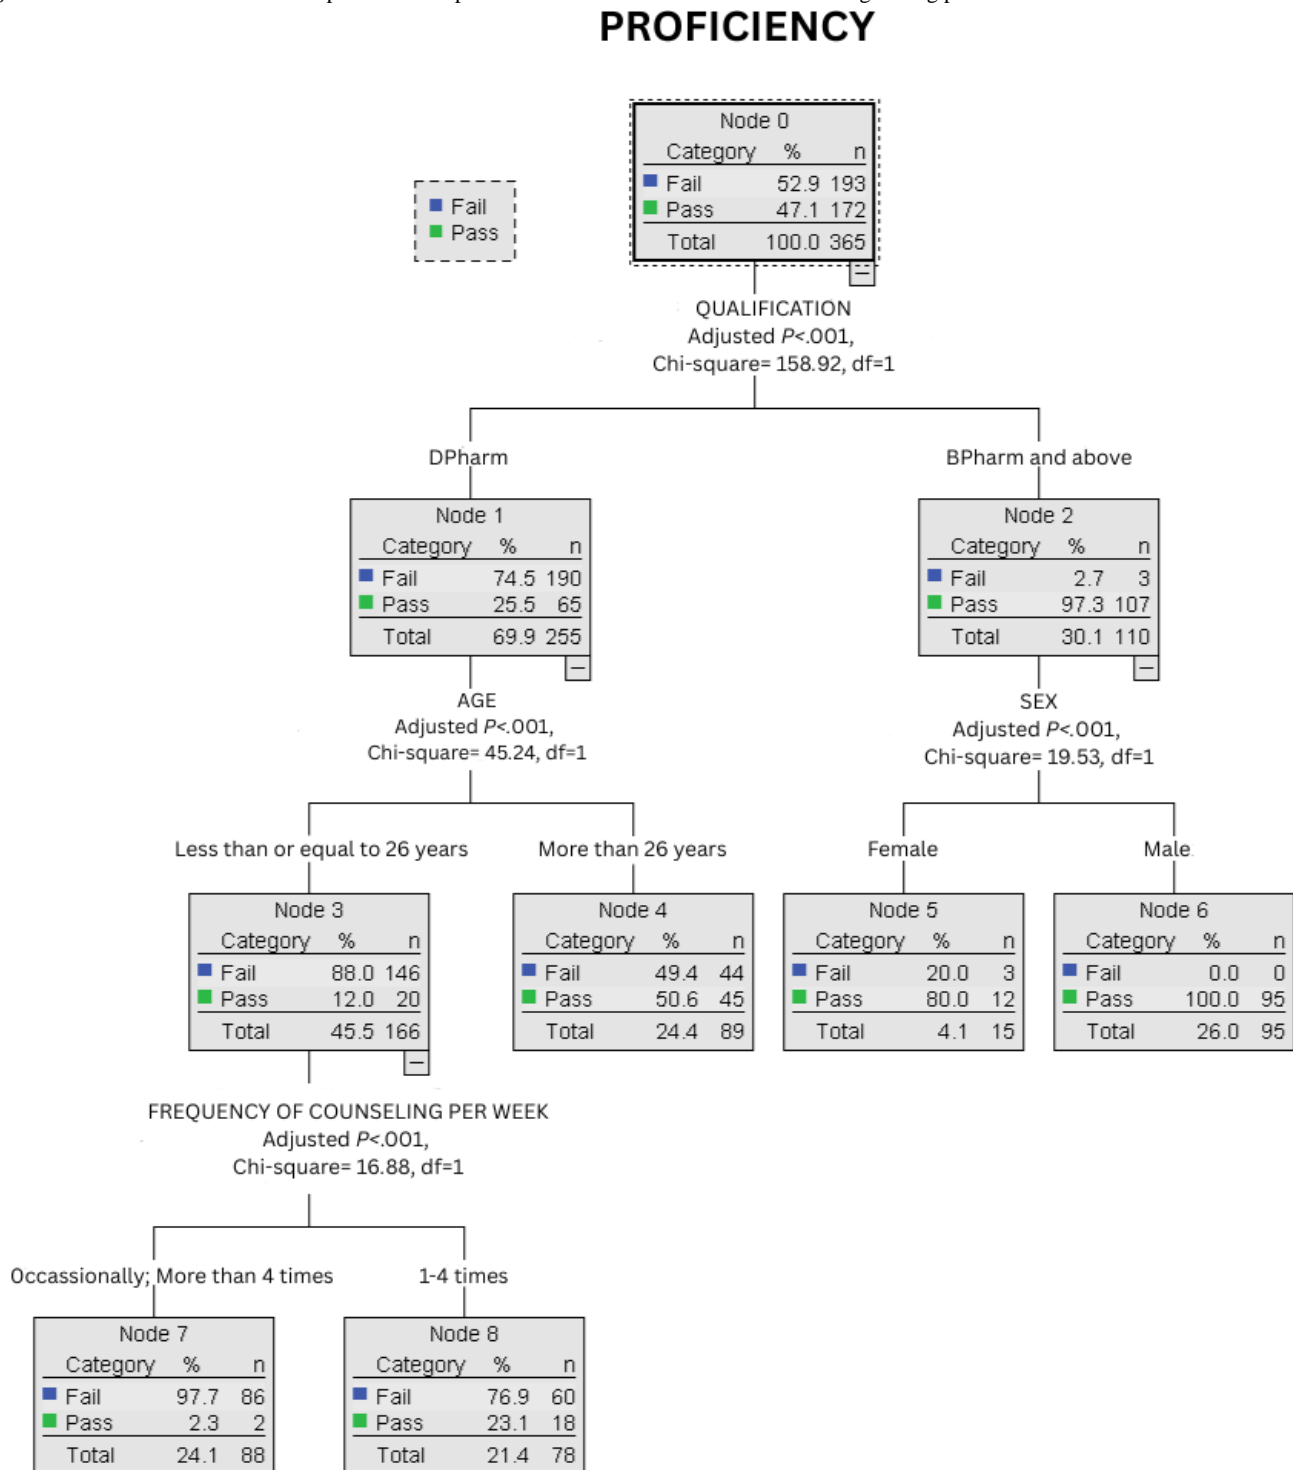 PROFICIENCY
Node 0
Category % n
Fail 52.9 193
Pass 47.1 172
Total 100.0 365
Fail
Pass
QUALIFICATION
Adjusted P<.001,
Chi-square= 158.92, df=1
DPharm
BPharm and above
Node 1
Category % n
Fail 74.5 190
Pass 25.5 65
Total 69.9 255
Node 2
Category % n
Fail 2.7 3
Pass 97.3 107
Total 30.1 110
AGE
Adjusted P<.001,
Chi-square= 45.24, df=1
SEX
Adjusted P<.001,
Chi-square= 19.53, df=1
Less than or equal to 26 years
More than 26 years
Female
Male
Node 3
Category % n
Fail 88.0 146
Pass 12.0 20
Total 45.5 166
Node 4
Category % n
Fail 49.4 44
Pass 50.6 45
Total 24.4 89
Node 5
Category % n
Fail 20.0 3
Pass 80.0 12
Total 4.1 15
Node 6
Category % n
Fail 0.0 0
Pass 100.0 95
Total 26.0 95
FREQUENCY OF COUNSELING PER WEEK
Adjusted P<.001,
Chi-square= 16.88, df=1
Occassionally; More than 4 times
1-4 times
Node 7
Category % n
Fail 97.7 86
Pass 2.3 2
Total 24.1 88
Node 8
Category % n
Fail 76.9 60
Pass 23.1 18
Total 21.4 78